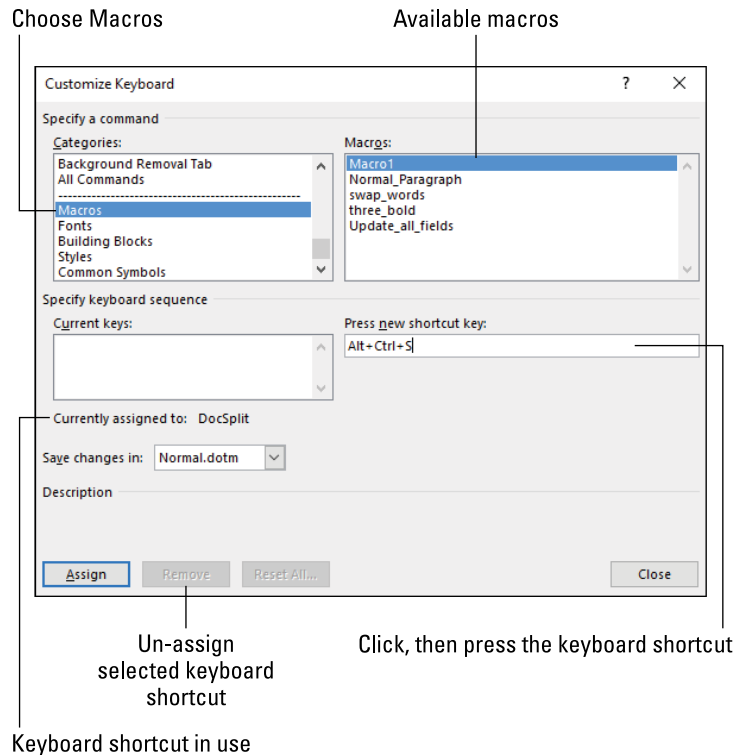 Choose Macros
Available macros
Customize Keyboard
?
Specify a command
Categories:
Macros:
Background Removal Tab
All Commands
Macros
Fonts
Building Blocks
Styles
Common Symbols
Macro1
Normal_Paragraph
swap_words
three_bold
Update_all_fields
Specify keyboard sequence
Current keys:
Press new shortcut key:
Alt+Ctrl+S
Currently assigned to: DocSplit
Save changes in: Normal.dotm
Description
Assign
Remove
Reset All...
Close
Un-assign
selected keyboard
shortcut
Click, then press the keyboard shortcut
Keyboard shortcut in use